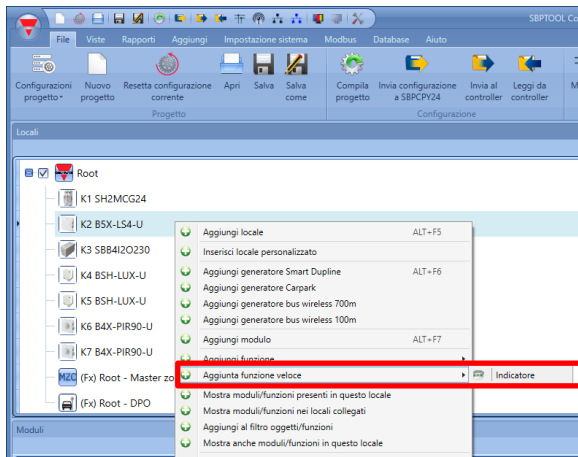 SBPTOOL Co
File Viste Rapporti Aggiungi Impostazione sistema Modbus Database Aiuto
Configurazioni progetto Nuovo progetto Resetta configurazione corrente Apri Salva Salva come Compila progetto Invia configurazione a SBPCPY24 Invia al controller Leggi da controller M
Progetto Configurazione
Locali
Root
K1 SH2MCG24
K2 B5X-LS4-U
K3 SBB4I2O230
K4 BSH-LUX-U
K5 BSH-LUX-U
K6 B4X-PIR90-U
K7 B4X-PIR90-U
MZC (Fx) Root - Master zo
(Fx) Root - DPO
Aggiungi locale ALT+F5
Inserisci locale personalizzato
Aggiungi generatore Smart Dupline ALT+F6
Aggiungi generatore Carpark
Aggiungi generatore bus wireless 700m
Aggiungi generatore bus wireless 100m
Aggiungi modulo ALT+F7
Aggiungi funzione
Aggiunta funzione veloce Indicatore
Mostra moduli/funzioni presenti in questo locale
Mostra moduli/funzioni nei locali collegati
Aggiungi al filtro oggetti/funzioni
Mostra anche moduli/funzioni in questo locale
Moduli